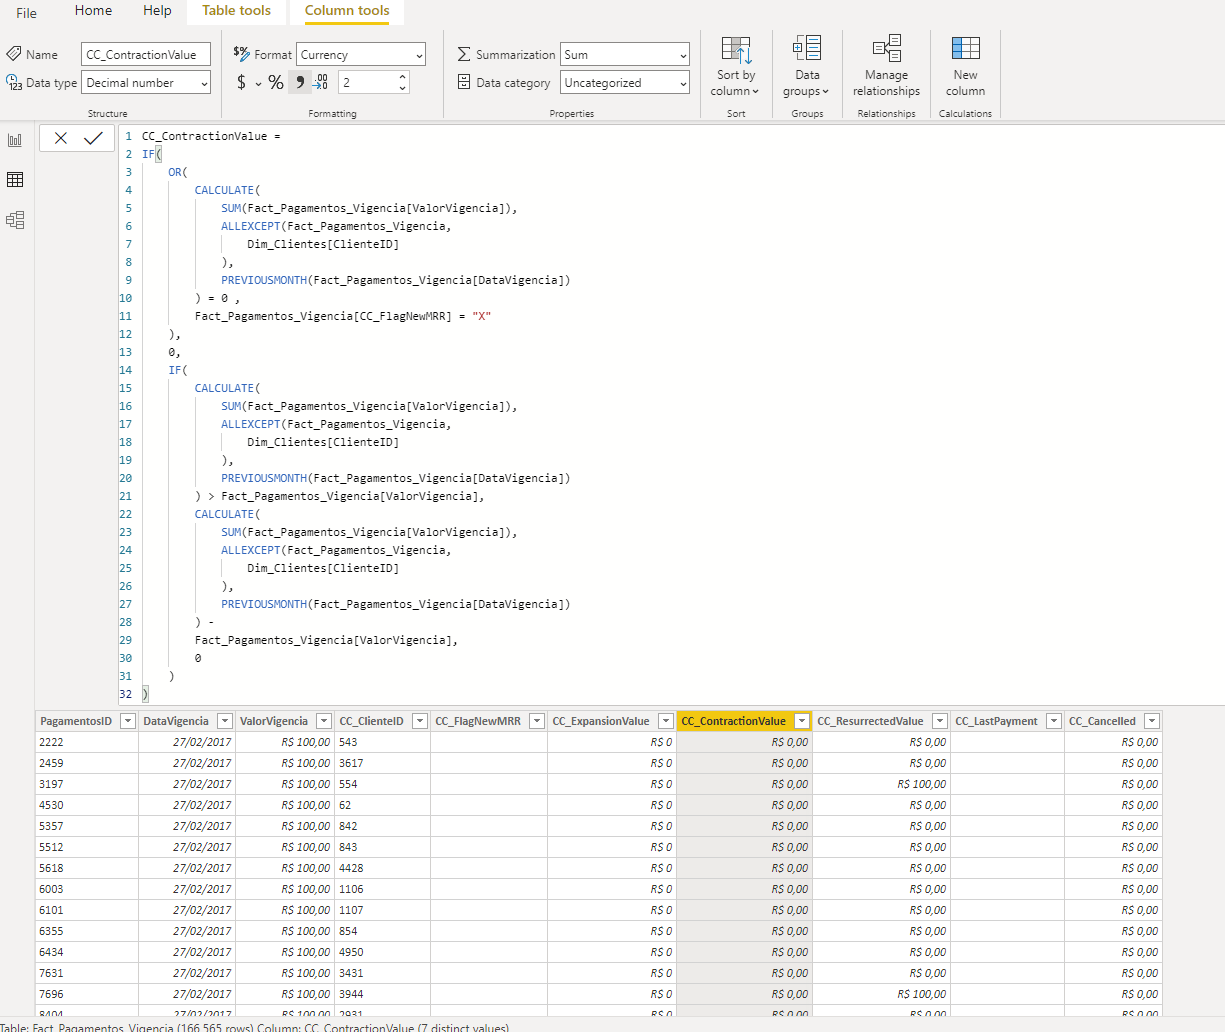 File Home Help Table tools Column tools
Name CC_ContractionValue $% Format Currency Summarization Sum
Data type Decimal number $ % 9 .00 2 Data category Uncategorized
Sort by column Data groups Manage relationships New column
Structure Formatting Properties Sort Groups Relationships Calculations
1 CC_ContractionValue =
2 IF(
3 OR(
4 CALCULATE(
5 SUM(Fact_Pagamentos_Vigencia[ValorVigencia]),
6 ALLEXCEPT(Fact_Pagamentos_Vigencia,
7 Dim_Clientes[ClienteID]
8 ),
9 PREVIOUSMONTH(Fact_Pagamentos_Vigencia[DataVigencia])
10 ) = 0 ,
11 Fact_Pagamentos_Vigencia[CC_FlagNewMRR] = "X"
12 ),
13 0,
14 IF(
15 CALCULATE(
16 SUM(Fact_Pagamentos_Vigencia[ValorVigencia]),
17 ALLEXCEPT(Fact_Pagamentos_Vigencia,
18 Dim_Clientes[ClienteID]
19 ),
20 PREVIOUSMONTH(Fact_Pagamentos_Vigencia[DataVigencia])
21 ) > Fact_Pagamentos_Vigencia[ValorVigencia],
22 CALCULATE(
23 SUM(Fact_Pagamentos_Vigencia[ValorVigencia]),
24 ALLEXCEPT(Fact_Pagamentos_Vigencia,
25 Dim_Clientes[ClienteID]
26 ),
27 PREVIOUSMONTH(Fact_Pagamentos_Vigencia[DataVigencia])
28 ) -
29 Fact_Pagamentos_Vigencia[ValorVigencia],
30 0
31 )
32 )
PagamentosID DataVigencia ValorVigencia CC_ClienteID CC_FlagNewMRR CC_ExpansionValue CC_ContractionValue CC_ResurrectedValue CC_LastPayment CC_Cancelled
2222 27/02/2017 R$ 100,00 543 R$ 0 R$ 0,00 R$ 0,00 R$ 0,00
2459 27/02/2017 R$ 100,00 3617 R$ 0 R$ 0,00 R$ 0,00 R$ 0,00
3197 27/02/2017 R$ 100,00 554 R$ 0 R$ 0,00 R$ 100,00 R$ 0,00
4530 27/02/2017 R$ 100,00 62 R$ 0 R$ 0,00 R$ 0,00 R$ 0,00
5357 27/02/2017 R$ 100,00 842 R$ 0 R$ 0,00 R$ 0,00 R$ 0,00
5512 27/02/2017 R$ 100,00 843 R$ 0 R$ 0,00 R$ 0,00 R$ 0,00
5618 27/02/2017 R$ 100,00 4428 R$ 0 R$ 0,00 R$ 0,00 R$ 0,00
6003 27/02/2017 R$ 100,00 1106 R$ 0 R$ 0,00 R$ 0,00 R$ 0,00
6101 27/02/2017 R$ 100,00 1107 R$ 0 R$ 0,00 R$ 0,00 R$ 0,00
6355 27/02/2017 R$ 100,00 854 R$ 0 R$ 0,00 R$ 0,00 R$ 0,00
6434 27/02/2017 R$ 100,00 4950 R$ 0 R$ 0,00 R$ 0,00 R$ 0,00
7631 27/02/2017 R$ 100,00 3431 R$ 0 R$ 0,00 R$ 0,00 R$ 0,00
7696 27/02/2017 R$ 100,00 3944 R$ 0 R$ 0,00 R$ 100,00 R$ 0,00
8404 27/02/2017 R$ 100,00 2931 R$ 0 R$ 0,00 R$ 0,00 R$ 0,00
Table: Fact_Pagamentos_Vigencia (166.565 rows) Column: CC_ContractionValue (7 distinct values)